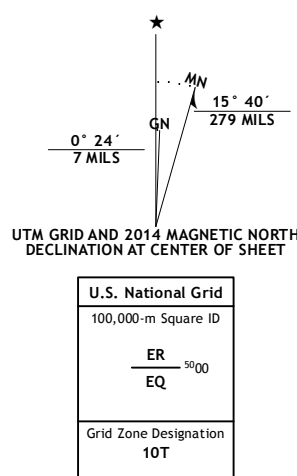 ★
MN
GN
15° 40´
279 MILS
0° 24´
7 MILS
UTM GRID AND 2014 MAGNETIC NORTH
DECLINATION AT CENTER OF SHEET
U.S. National Grid
100,000-m Square ID
ER
⁵⁰00
EQ
Grid Zone Designation
10T